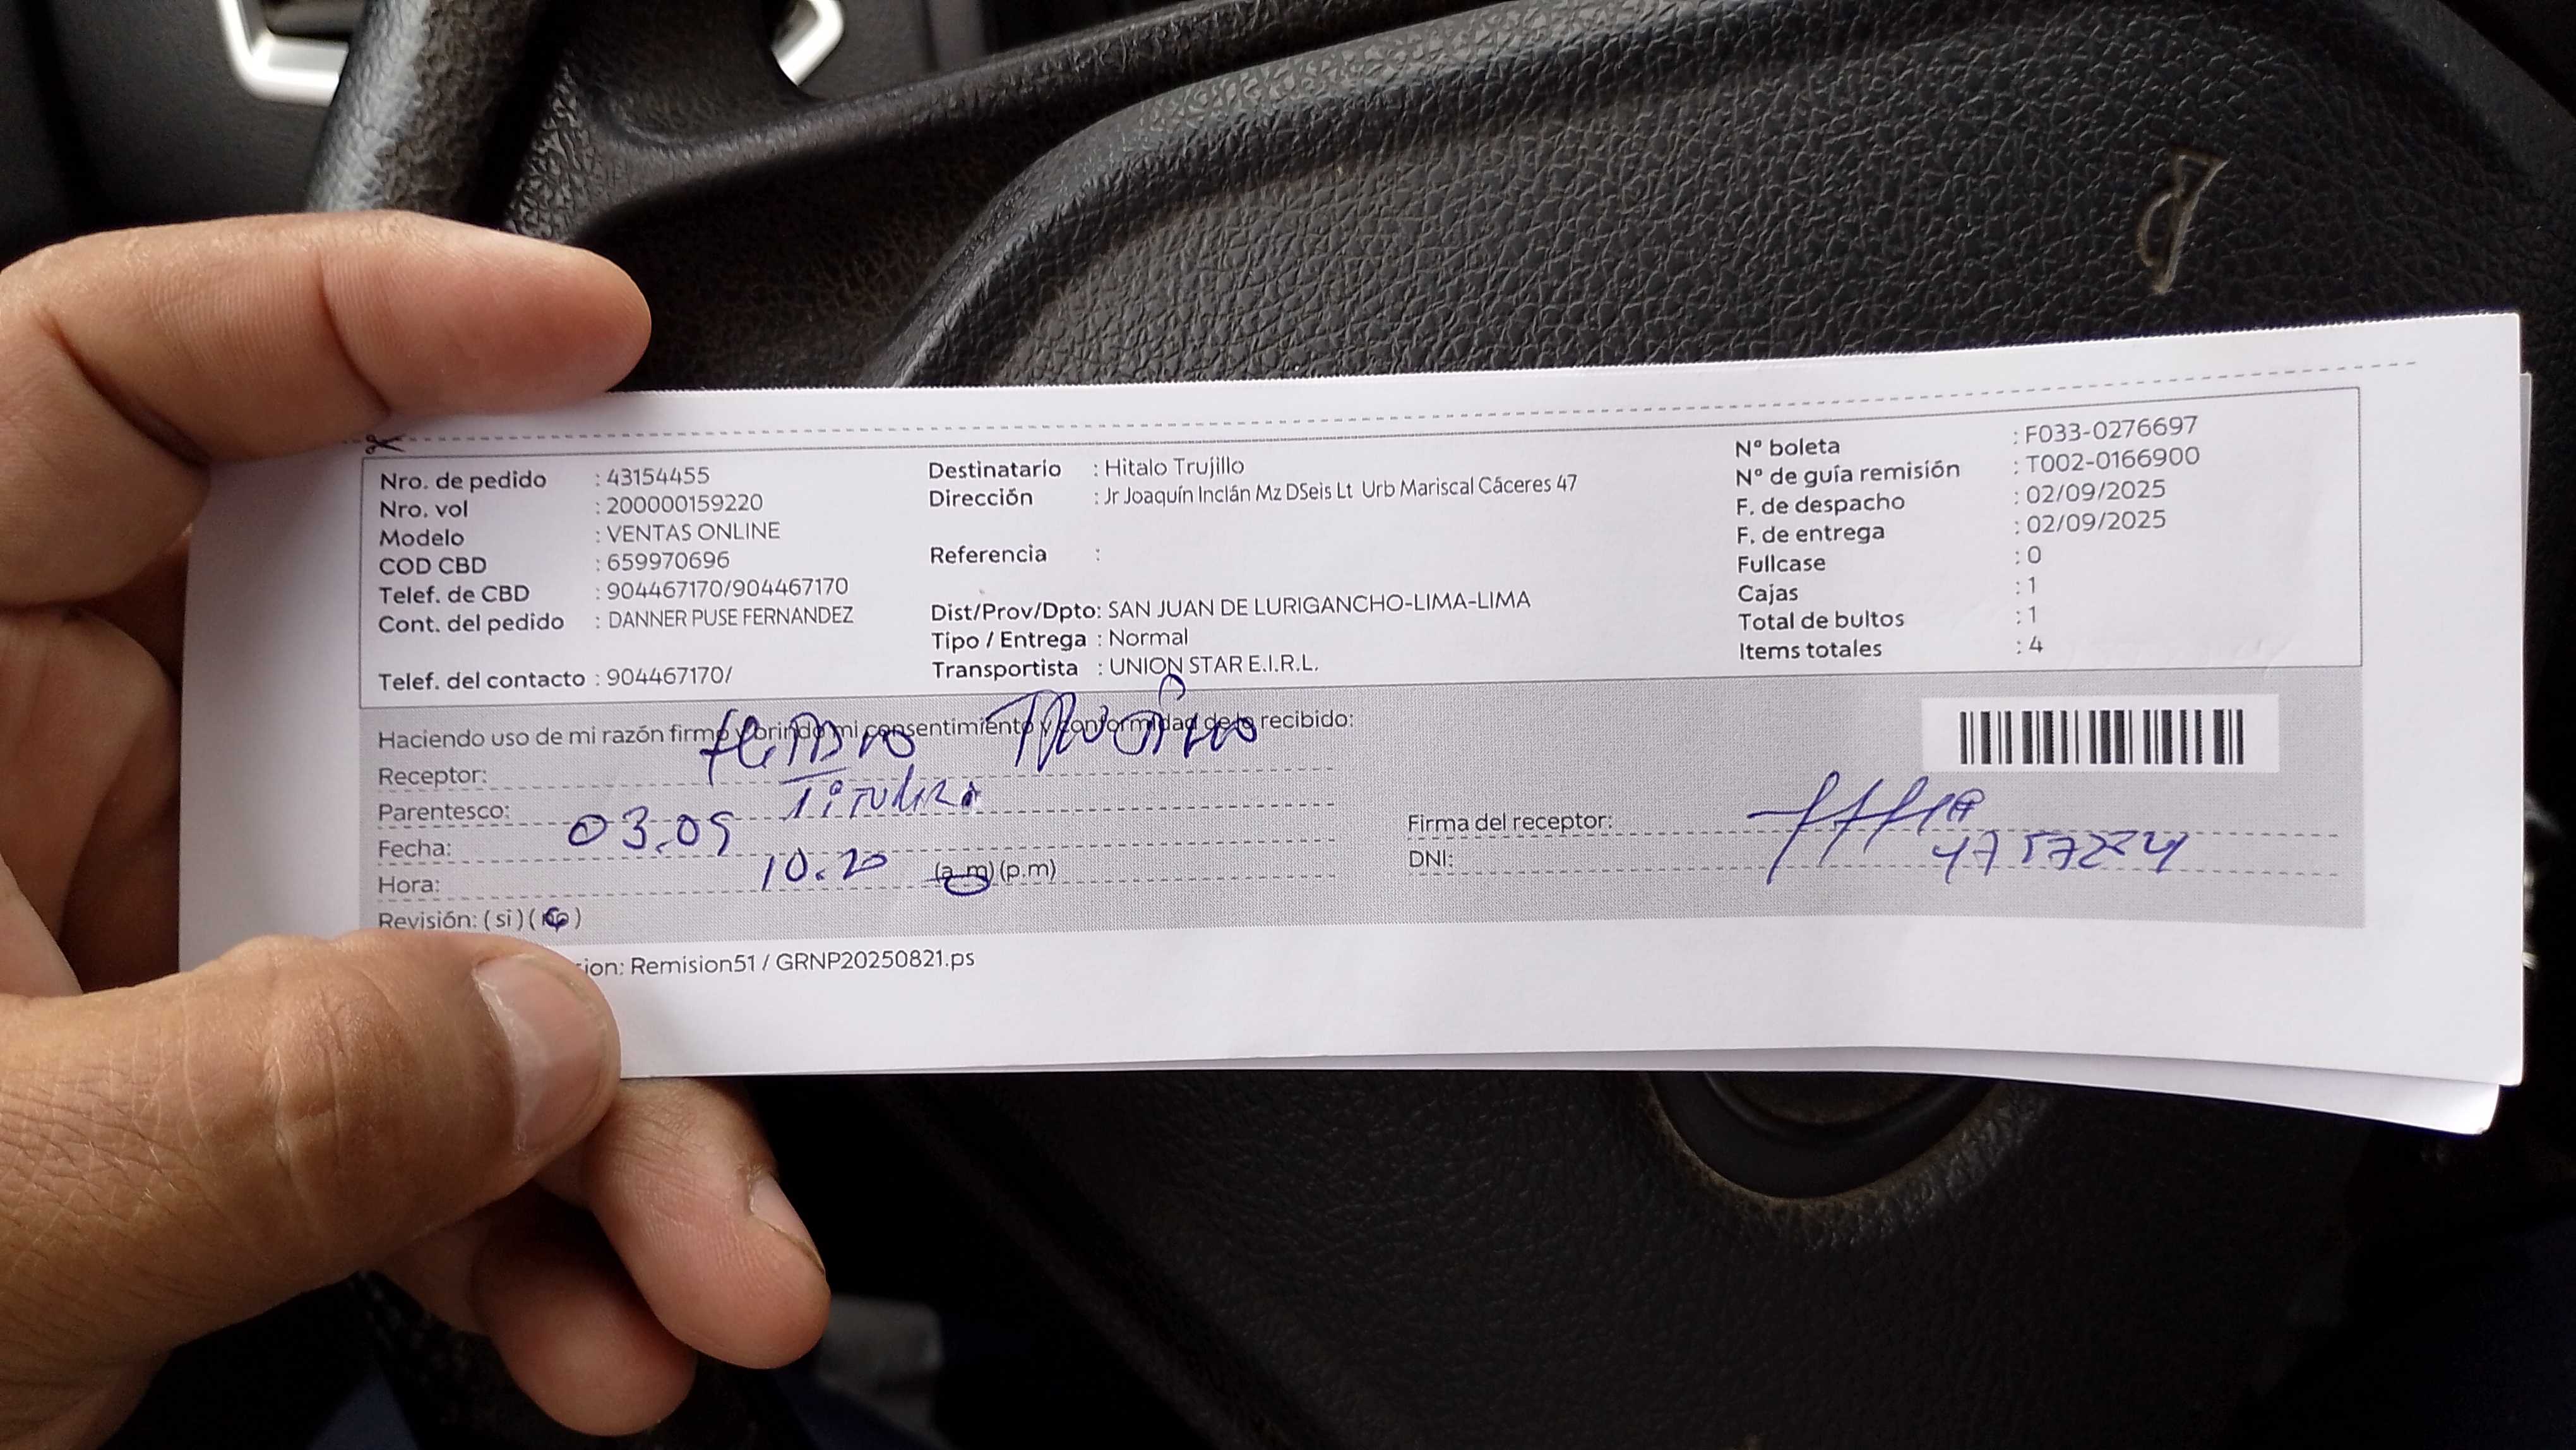 Nro. de pedido : 43154455
Nro. vol : 200000159220
Modelo : VENTAS ONLINE
COD CBD : 659970696
Telef. de CBD : 904467170/904467170
Cont. del pedido : DANNER PUSE FERNANDEZ
Telef. del contacto : 904467170/
Destinatario : Hitalo Trujillo
Dirección : Jr Joaquín Inclán Mz DSeis Lt Urb Mariscal Cáceres 47
Referencia :
Dist/Prov/Dpto: SAN JUAN DE LURIGANCHO-LIMA-LIMA
Tipo / Entrega : Normal
Transportista : UNION STAR E.I.R.L.
Nº boleta : F033-0276697
Nº de guía remisión : T002-0166900
F. de despacho : 02/09/2025
F. de entrega : 02/09/2025
Fullcase : 0
Cajas : 1
Total de bultos : 1
Items totales : 4
Haciendo uso de mi razón firmo y brindo mi consentimiento y conformidad de lo recibido:
Receptor: Trujillo
Parentesco: Titular
Fecha: 03.09
Hora: 10.20 (a.m) (p.m)
Revisión: ( si ) ( )
Firma del receptor:
DNI:
ion: Remision51 / GRNP20250821.ps